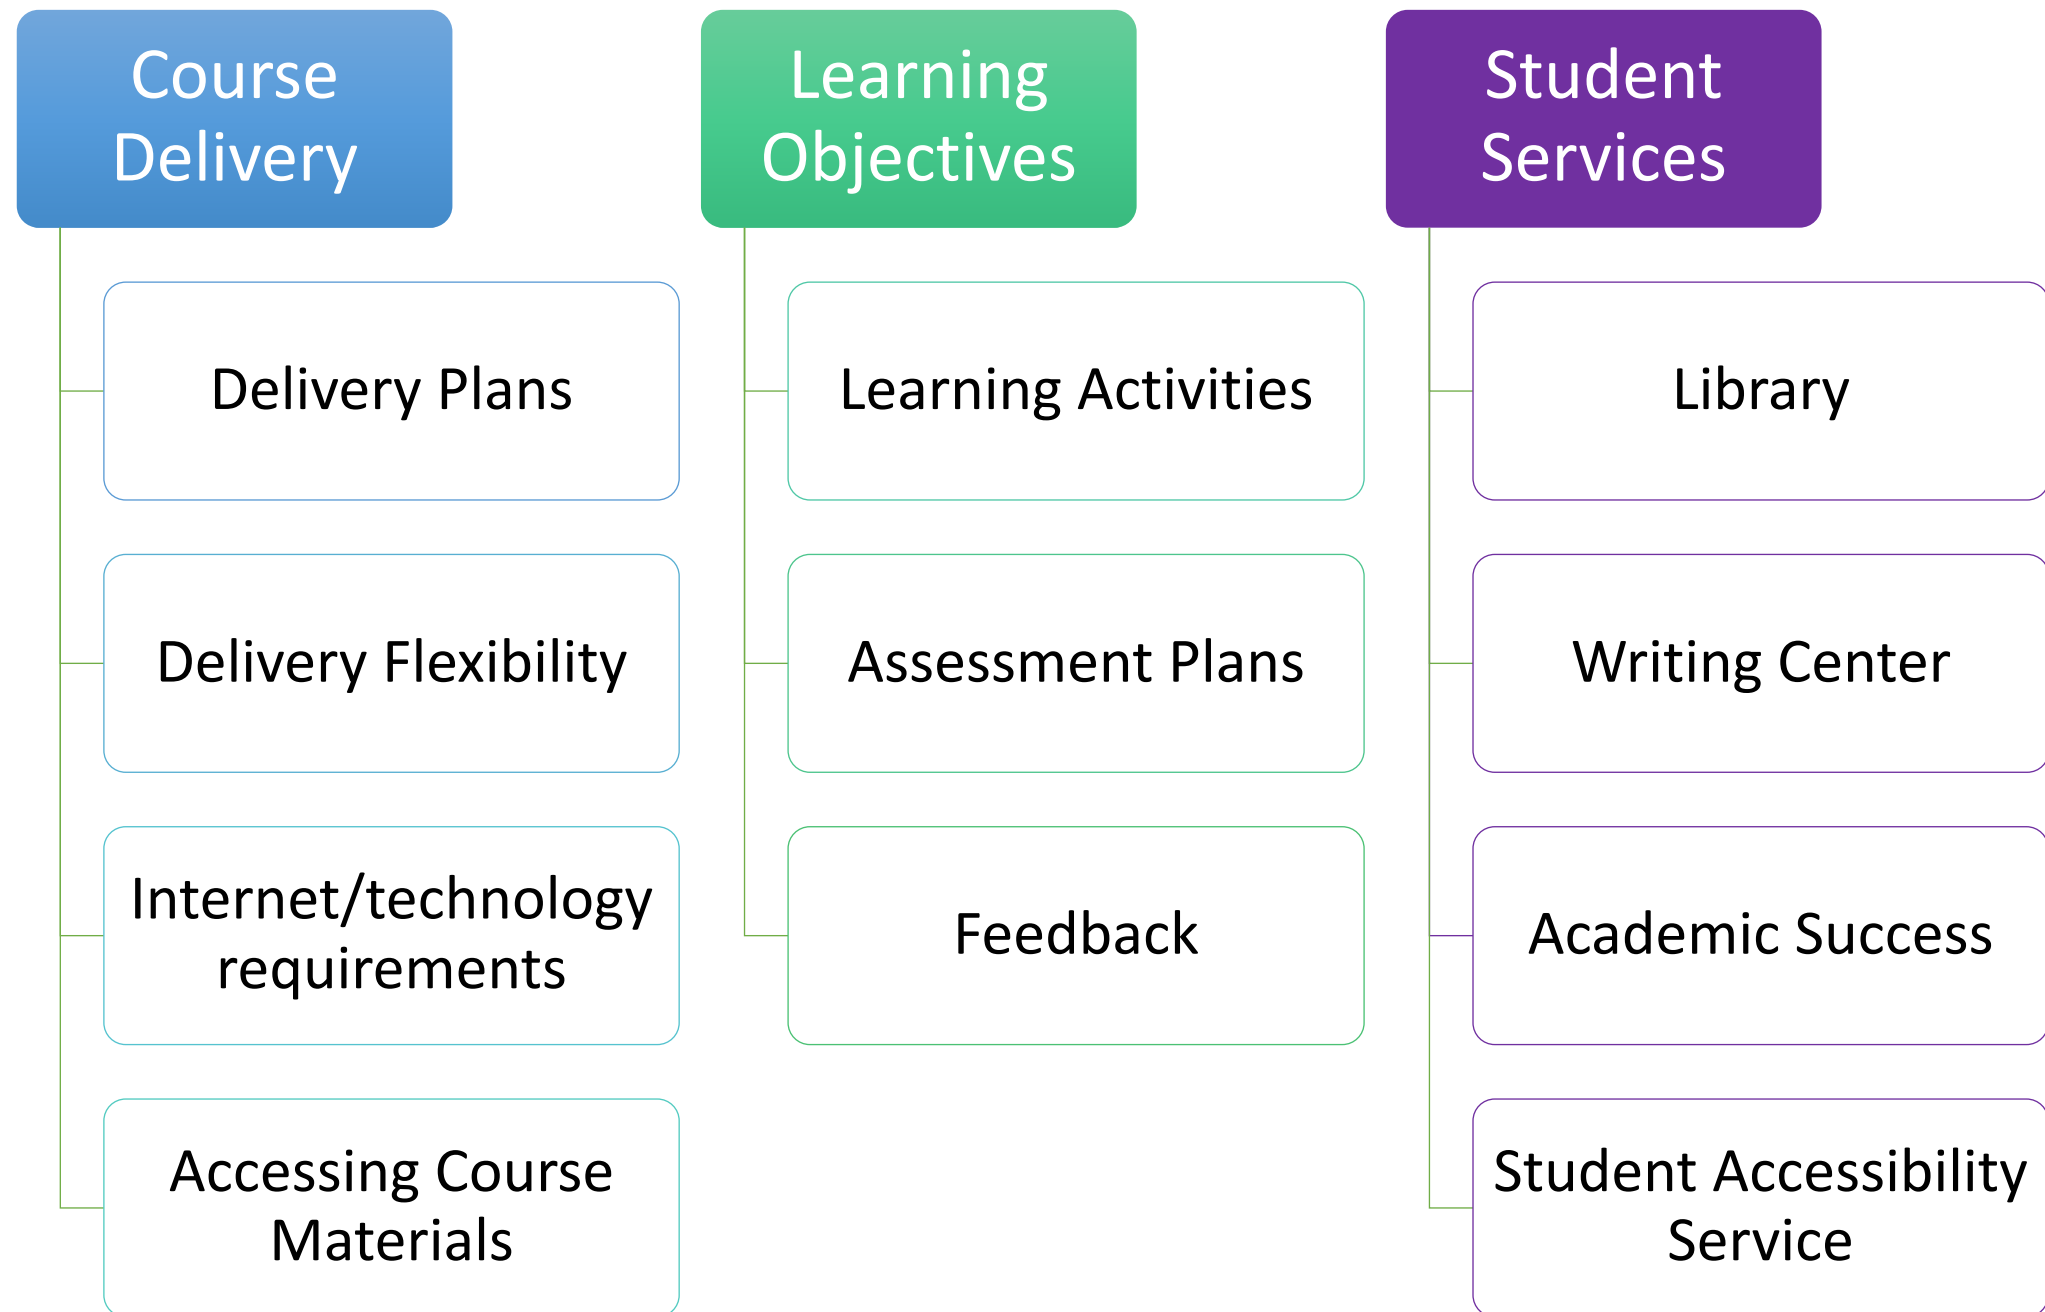 Course
Delivery
Delivery Plans
Delivery Flexibility
Internet/technology
requirements
Accessing Course
Materials
Learning
Objectives
Learning Activities
Assessment Plans
Feedback
Student
Services
Library
Writing Center
Academic Success
Student Accessibility
Service